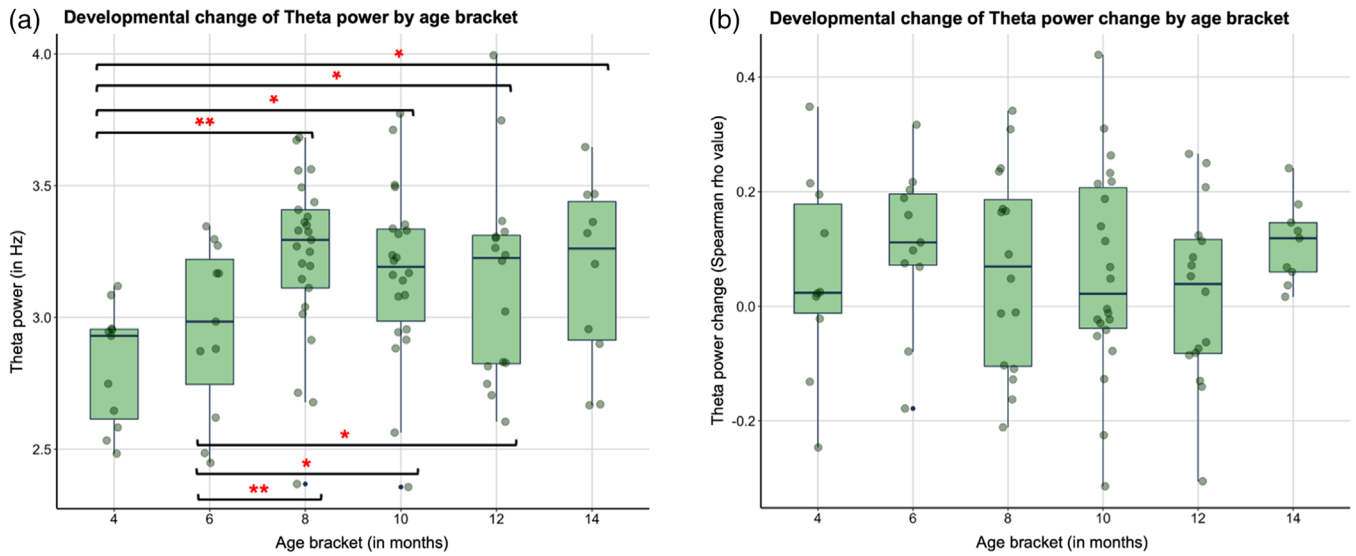 (a)
Developmental change of Theta power by age bracket
Theta power (in Hz)
4.0
3.5
3.0
2.5
*
*
*
**
*
*
**
4 6 8 10 12 14
Age bracket (in months)
(b)
Developmental change of Theta power change by age bracket
Theta power change (Spearman rho value)
0.4
0.2
0.0
-0.2
4 6 8 10 12 14
Age bracket (in months)